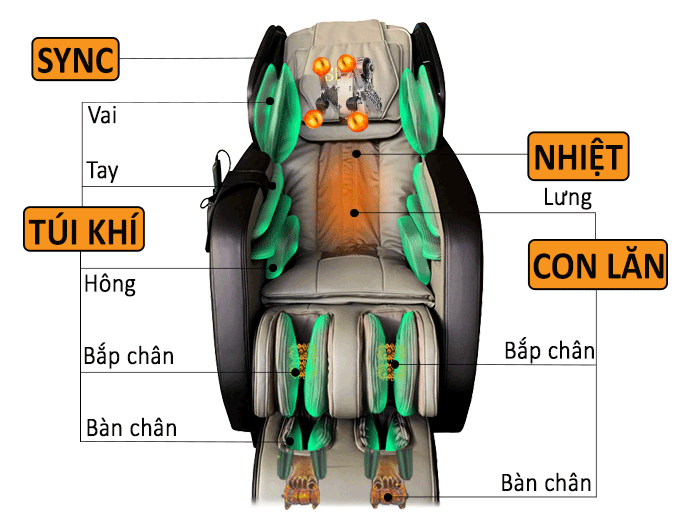 SYNC
Vai
Tay
TÚI KHÍ
Hông
Bắp chân
Bàn chân
NHIỆT
Lưng
CON LĂN
Bắp chân
Bàn chân